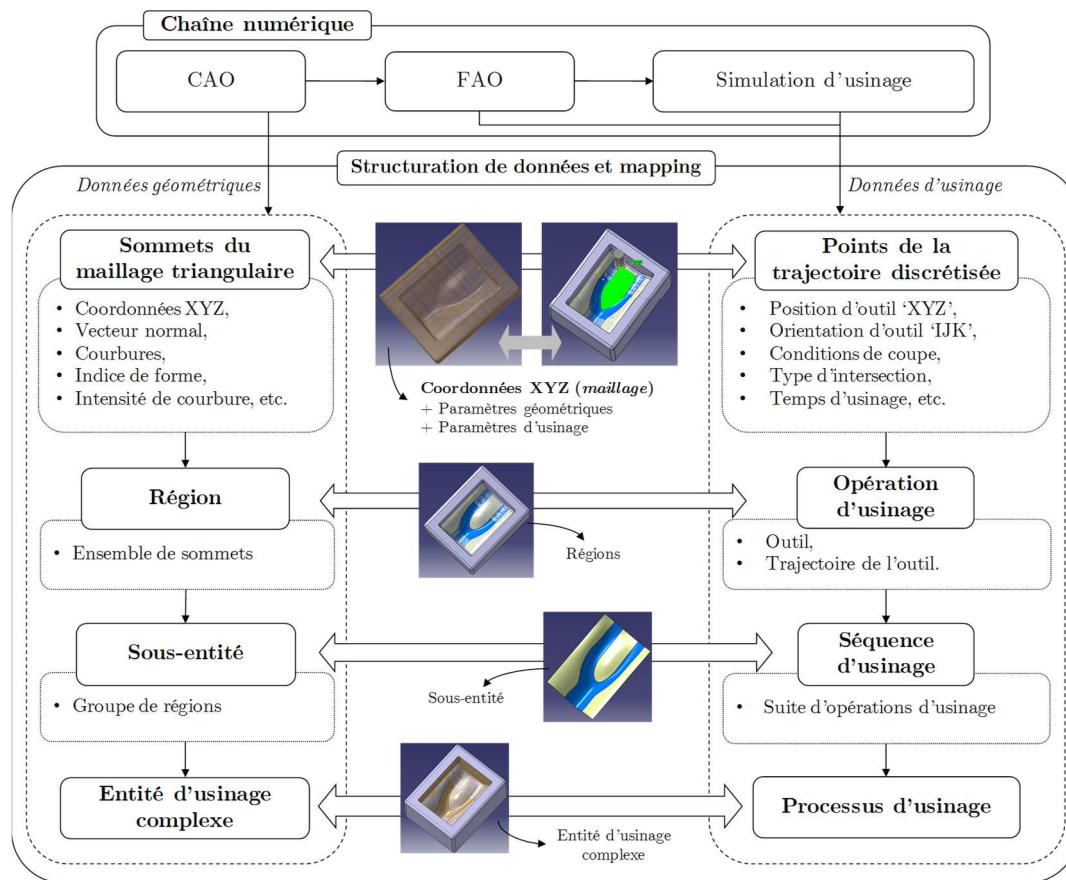 Chaîne numérique
CAO
FAO
Simulation d'usinage
Structuration de données et mapping
Données géométriques
Données d'usinage
Sommets du
maillage triangulaire
• Coordonnées XYZ,
• Vecteur normal,
• Courbures,
• Indice de forme,
• Intensité de courbure, etc.
Coordonnées XYZ (maillage)
+ Paramètres géométriques
+ Paramètres d'usinage
Points de la
trajectoire discrétisée
• Position d'outil 'XYZ',
• Orientation d'outil 'IJK',
• Conditions de coupe,
• Type d'intersection,
• Temps d'usinage, etc.
Région
• Ensemble de sommets
Régions
Opération
d'usinage
• Outil,
• Trajectoire de l'outil.
Sous-entité
• Groupe de régions
Sous-entité
Séquence
d'usinage
• Suite d'opérations d'usinage
Entité d'usinage
complexe
Entité d'usinage
complexe
Processus d'usinage